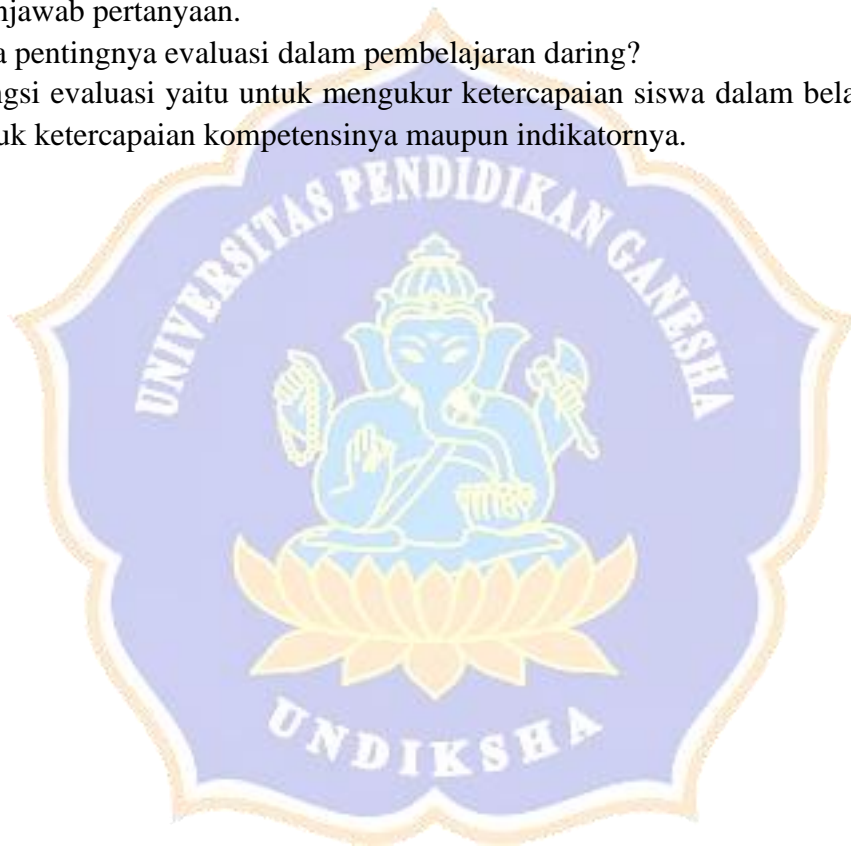 njawab pertanyaan.
a pentingnya evaluasi dalam pembelajaran daring?
ngsi evaluasi yaitu untuk mengukur ketercapaian siswa dalam bela
uk ketercapaian kompetensinya maupun indikatornya.
UNIVERSITAS PENDIDIKAN GANESHA
UNDIKSHA